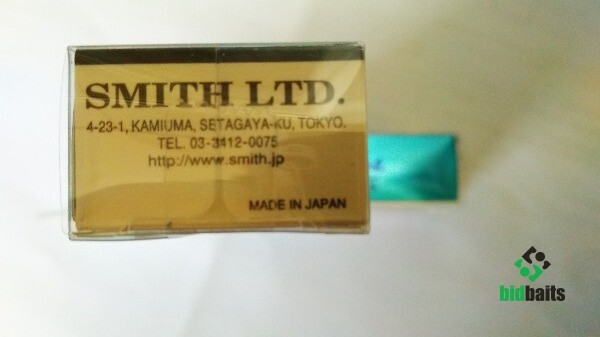 SMITH LTD.
4-23-1, KAMIUMA, SETAGAYA-KU, TOKYO.
TEL. 03-3412-0075
http://www.smith.jp
MADE IN JAPAN
bidbaits